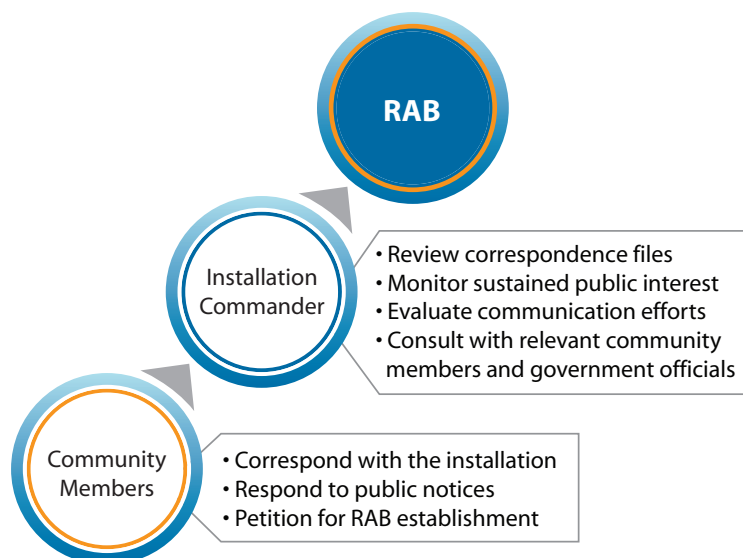 RAB
Installation
Commander
• Review correspondence files
• Monitor sustained public interest
• Evaluate communication efforts
• Consult with relevant community
members and government officials
Community
Members
• Correspond with the installation
• Respond to public notices
• Petition for RAB establishment